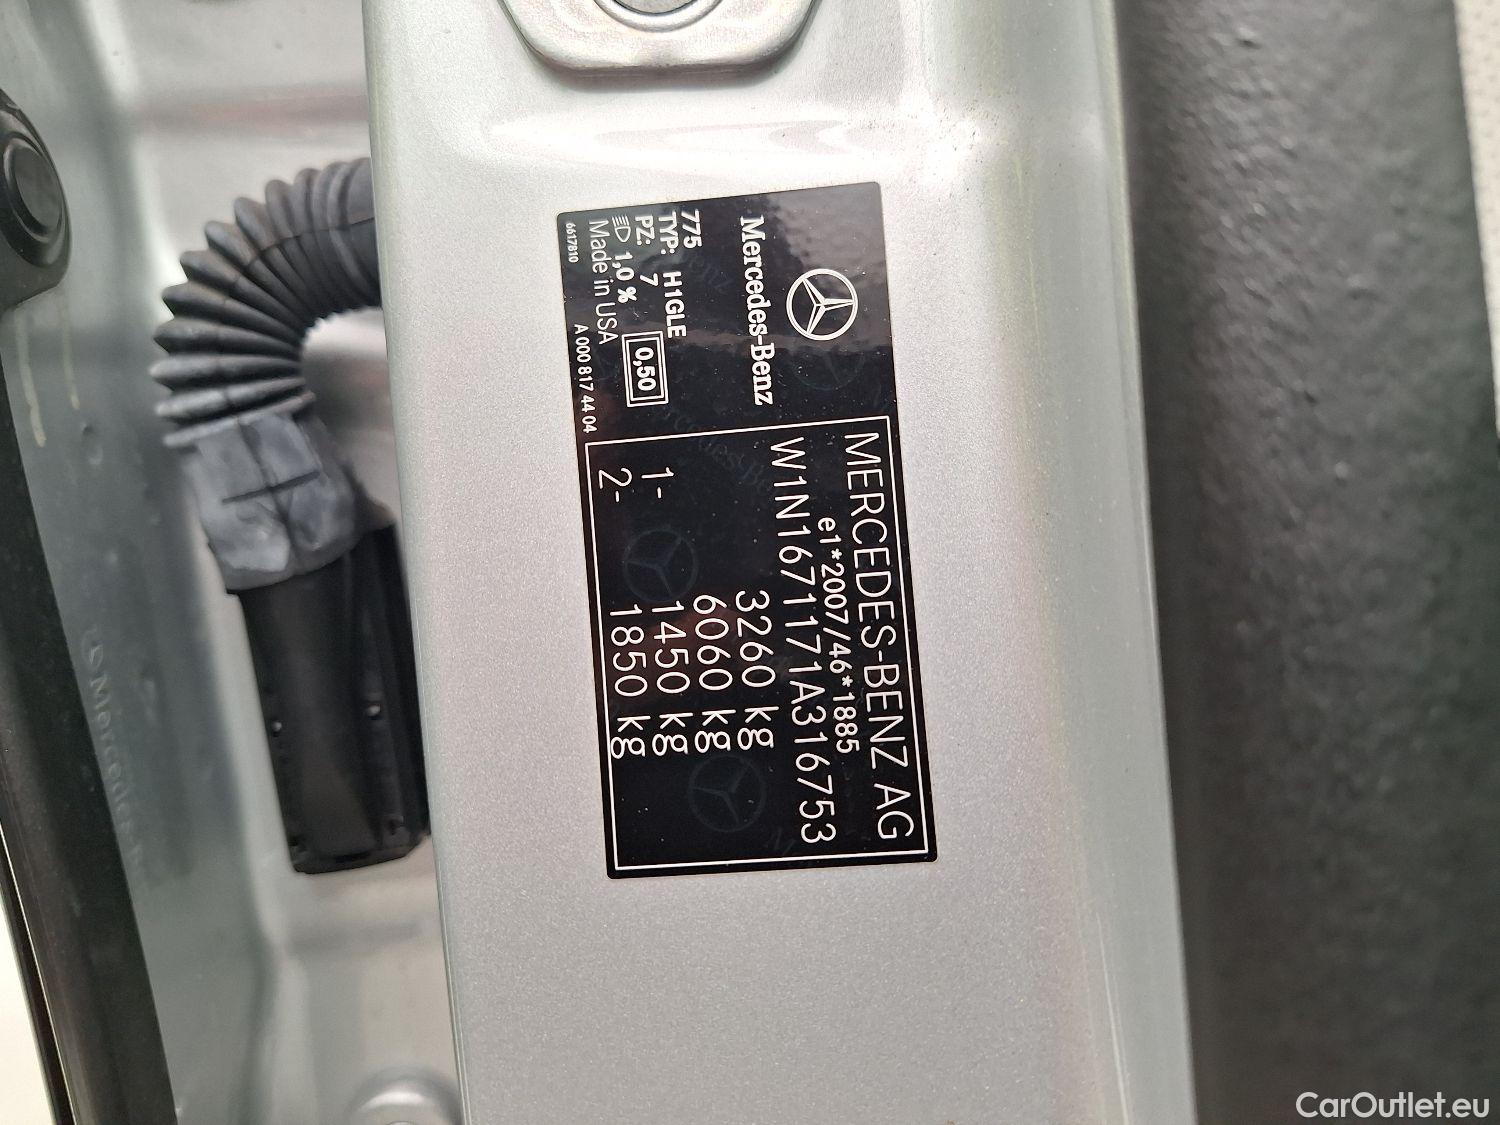 Mercedes-Benz
775
TYP: H1GLE
PZ: 7
0,50
1,0 %
Made in USA
6617810
A 000 817 44 04
MERCEDES-BENZ AG
e1*2007/46*1885
W1N1671171A316753
3260 kg
6060 kg
1- 1450 kg
2- 1850 kg
CarOutlet.eu